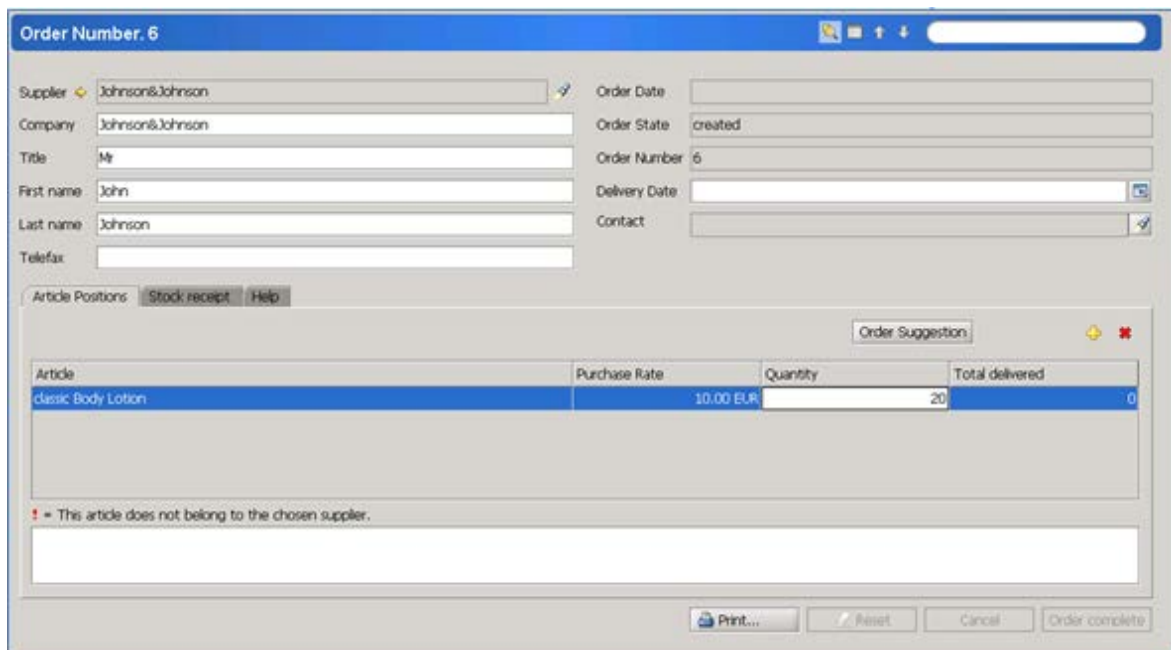 Order Number. 6
Supplier Johnson&Johnson Order Date
Company Johnson&Johnson Order State created
Title Mr Order Number 6
First name John Delivery Date
Last name Johnson Contact
Telefax
Article Positions Stock receipt Help
Order Suggestion
Article Purchase Rate Quantity Total delivered
classic Body Lotion 10.00 EUR 20 0
! = This article does not belong to the chosen supplier.
Print... Reset Cancel Order complete